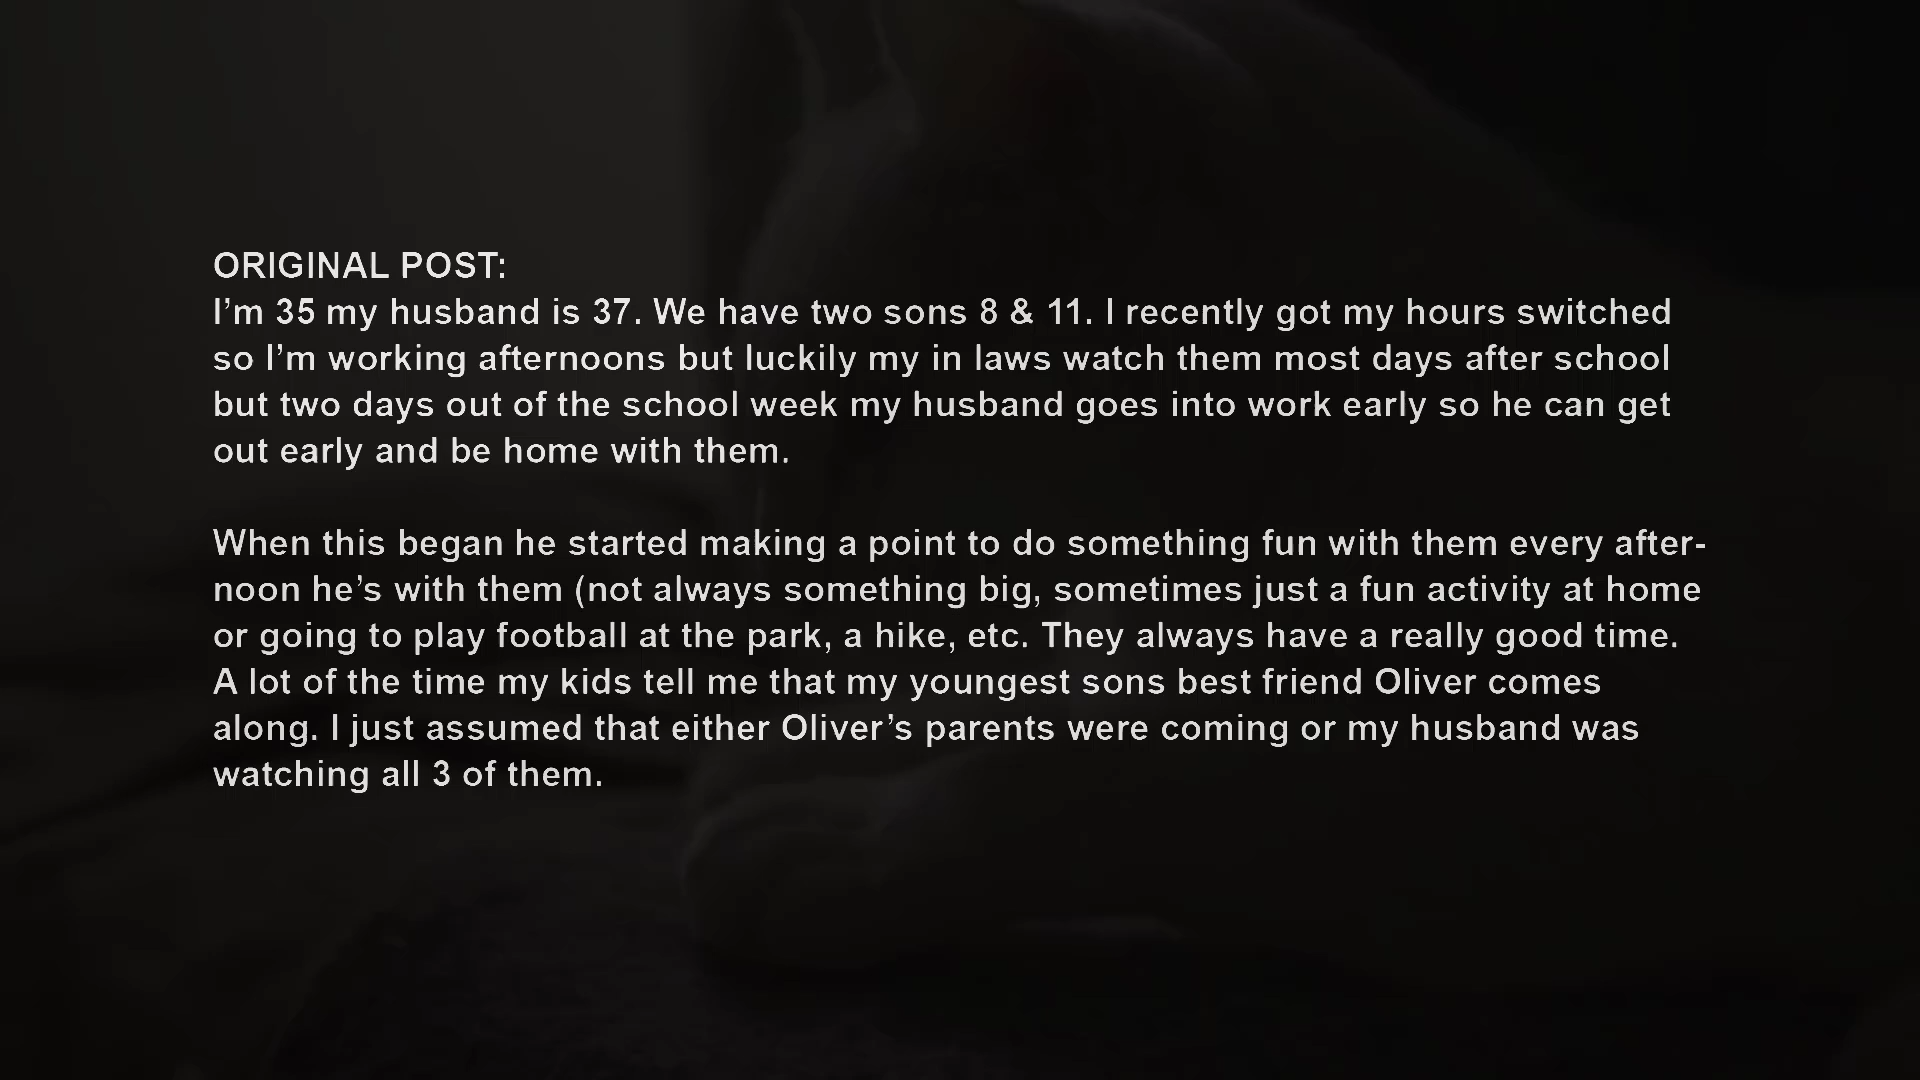 ORIGINAL POST:
I’m 35 my husband is 37. We have two sons 8 & 11. I recently got my hours switched
so I’m working afternoons but luckily my in laws watch them most days after school
but two days out of the school week my husband goes into work early so he can get
out early and be home with them.
When this began he started making a point to do something fun with them every after-
noon he’s with them (not always something big, sometimes just a fun activity at home
or going to play football at the park, a hike, etc. They always have a really good time.
A lot of the time my kids tell me that my youngest sons best friend Oliver comes
along. I just assumed that either Oliver’s parents were coming or my husband was
watching all 3 of them.